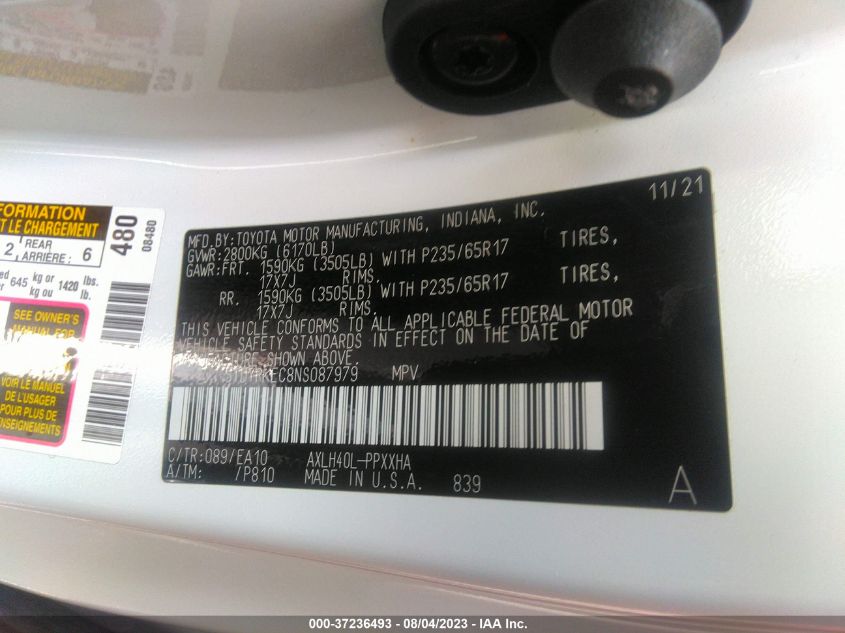 FORMATION
T LE CHARGEMENT
2 REAR ARRIÈRE: 6
645 kg or kg ou 1420 lbs. lb.
SEE OWNER'S
MANUAL FOR
VOIR LE MANUEL
DE L'USAGER
POUR PLUS DE
ENSEIGNEMENTS
480
08480
11/21
MFD.BY:TOYOTA MOTOR MANUFACTURING, INDIANA, INC.
GVWR:2800KG (6170LB)
GAWR:FRT. 1590KG (3505LB) WITH P235/65R17 TIRES,
17X7J RIMS.
RR. 1590KG (3505LB) WITH P235/65R17 TIRES,
17X7J RIMS.
THIS VEHICLE CONFORMS TO ALL APPLICABLE FEDERAL MOTOR
VEHICLE SAFETY STANDARDS IN EFFECT ON THE DATE OF
SHOWN ABOVE.
EC8NS087979 MPV
C/TR:089/EA10 AXLH40L-PPXXHA
A/TM: /P810 MADE IN U.S.A. 839
A
000-37236493 - 08/04/2023 - IAA Inc.